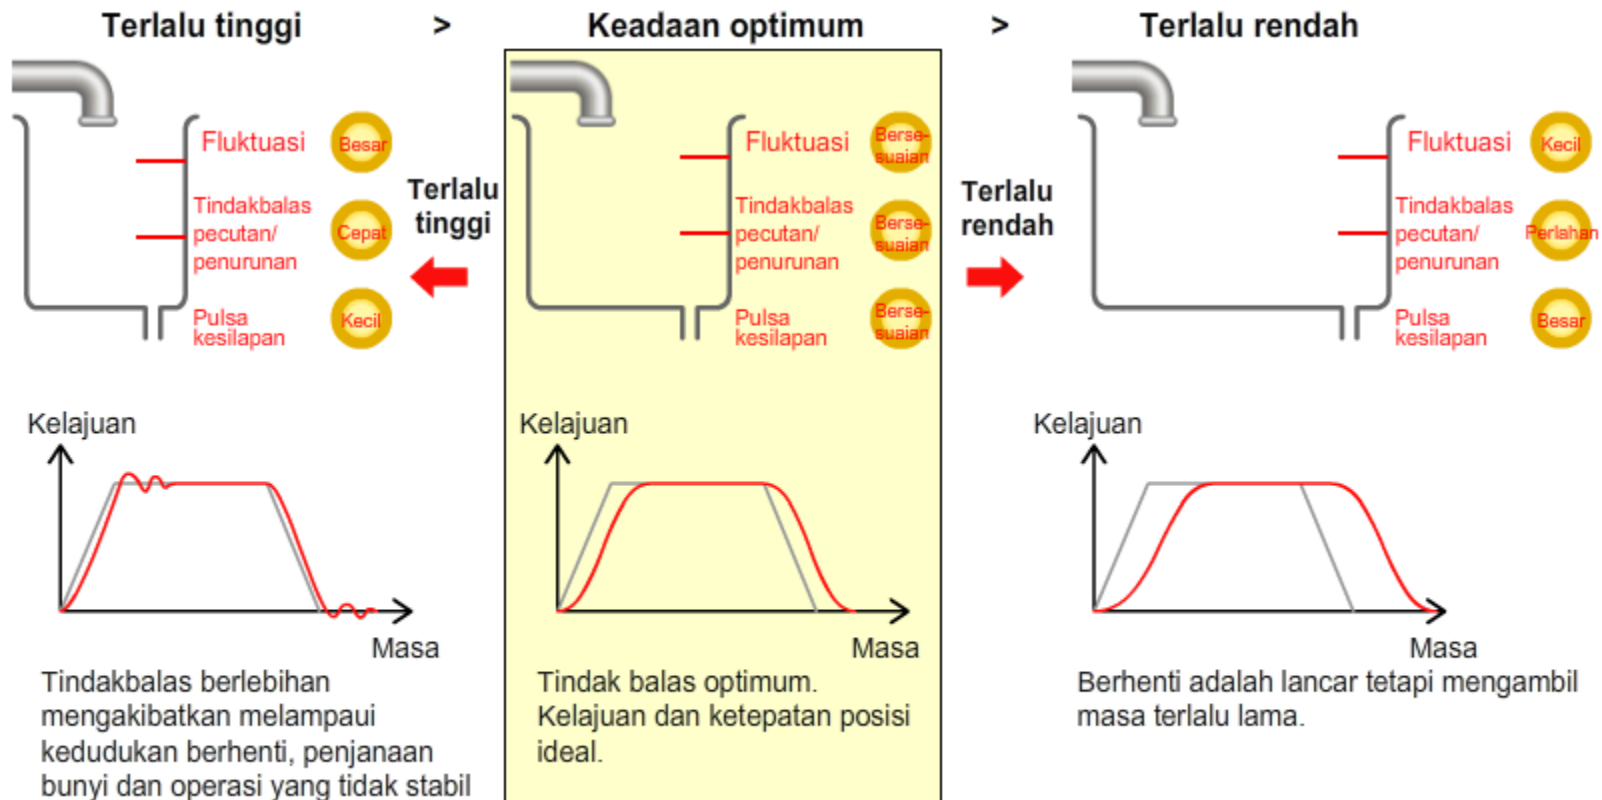 Terlalu tinggi > Keadaan optimum > Terlalu rendah
Fluktuasi Besar
Tindakbalas
pecutan/
penurunan
Cepat
Pulsa
kesilapan
Kecil
Terlalu
tinggi
Fluktuasi
Berse-
suaian
Tindakbalas
pecutan/
penurunan
Berse-
suaian
Pulsa
kesilapan
Berse-
suaian
Terlalu
rendah
Fluktuasi Kecil
Tindakbalas
pecutan/
penurunan
Perlahan
Pulsa
kesilapan
Besar
Kelajuan
Masa
Tindakbalas berlebihan
mengakibatkan melampaui
kedudukan berhenti, penjanaan
bunyi dan operasi yang tidak stabil
Kelajuan
Masa
Tindak balas optimum.
Kelajuan dan ketepatan posisi
ideal.
Kelajuan
Masa
Berhenti adalah lancar tetapi mengambil
masa terlalu lama.